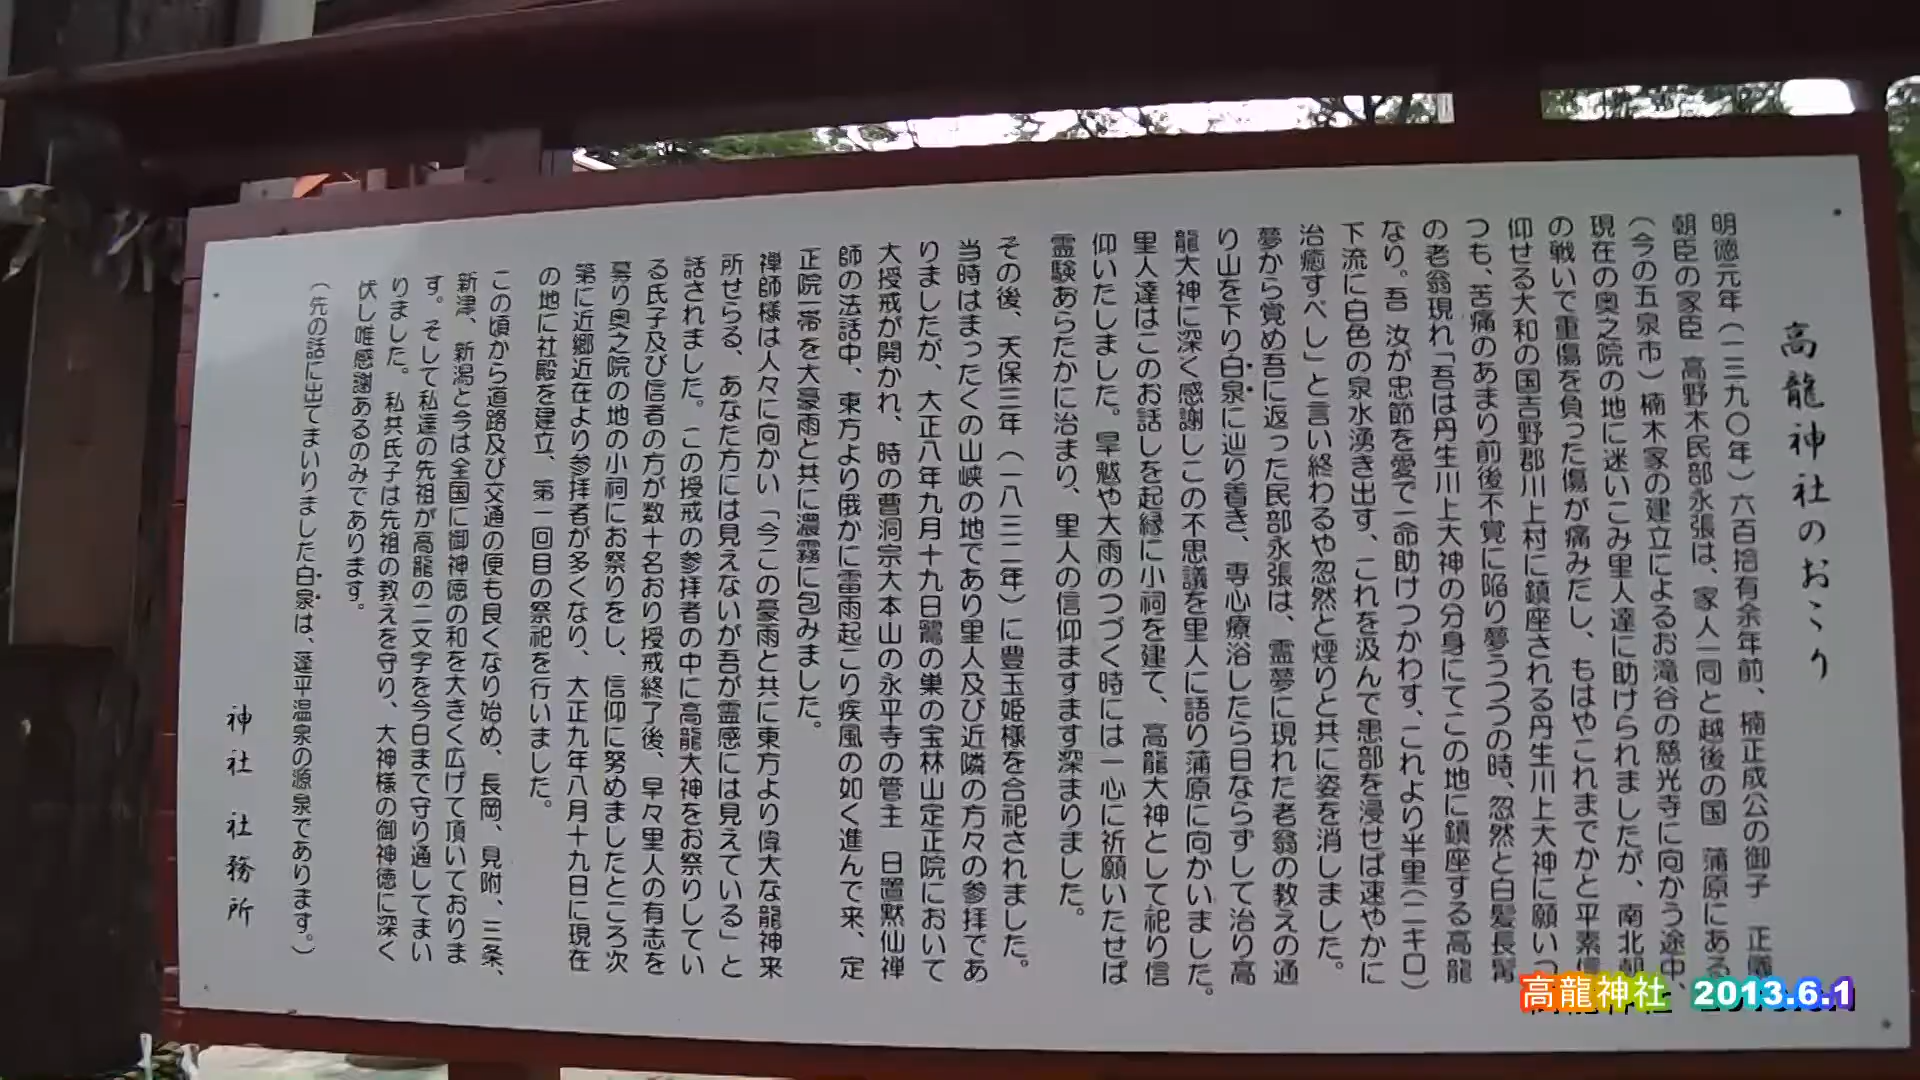 高龍神社のおこり
明徳元年(一三九〇年)六百拾有余年前、楠正成公の御子 正儀
朝臣の家臣 高野木民部永張は、家人一同と越後の国 蒲原にある
(今の五泉市)楠木家の建立によるお滝谷の慈光寺に向かう途中、
現在の奥之院の地に迷いこみ里人達に助けられましたが、南北朝
の戦いで重傷を負った傷が痛みだし、もはやこれまでかと平素信
仰せる大和の国吉野郡川上村に鎮座される丹生川上大神に願いつ
つも、苦痛のあまり前後不覚に陥り夢うつつの時、忽然と白髪長髯
の老翁現れ「吾は丹生川上大神の分身にてこの地に鎮座する高龍
なり。吾 汝が忠節を愛で一命助けつかわす、これより半里(二キロ)
下流に白色の泉水湧き出す、これを汲んで患部を浸せば速やかに
治癒すべし」と言い終わるや忽然と煙りと共に姿を消しました。
夢から覚め吾に返った民部永張は、霊夢に現れた老翁の教えの通
り山を下り白泉に辿り着き、専心療浴したら日ならずして治り高
龍大神に深く感謝しこの不思議を里人に語り蒲原に向かいました。
里人達はこのお話しを起縁に小祠を建て、高龍大神として祀り信
仰いたしました。旱魃や大雨のつづく時には一心に祈願いたせば
霊験あらたかに治まり、里人の信仰ますます深まりました。
その後、天保三年(一八三二年)に豊玉姫様を合祀されました。
当時はまったくの山峡の地であり里人及び近隣の方々の参拝であ
りましたが、大正八年九月十九日鷺の巣の宝林山定正院において
大授戒が開かれ、時の曹洞宗大本山の永平寺の管主 日置黙仙禅
師の法話中、東方より俄かに雷雨起こり疾風の如く進んで来、定
正院一帯を大豪雨と共に濃霧に包みました。
禅師様は人々に向かい「今この豪雨と共に東方より偉大な龍神来
所せらる、あなた方には見えないが吾が霊感には見えている」と
話されました。この授戒の参拝者の中に高龍大神をお祭りしてい
る氏子及び信者の方が数十名おり授戒終了後、早々里人の有志を
募り奥之院の地の小祠にお祭りをし、信仰に努めましたところ次
第に近郷近在より参拝者が多くなり、大正九年八月十九日に現在
の地に社殿を建立、第一回目の祭祀を行いました。
この頃から道路及び交通の便も良くなり始め、長岡、見附、三条、
新津、新潟と今は全国に御神徳の和を大きく広げて頂いておりま
す。そして私達の先祖が高龍の二文字を今日まで守り通してまい
りました。私共氏子は先祖の教えを守り、大神様の御神徳に深く
伏し唯感謝あるのみであります。
(先の話に出てまいりました白泉は、蓬平温泉の源泉であります。)
神社 社務所
高龍神社 2013.6.1